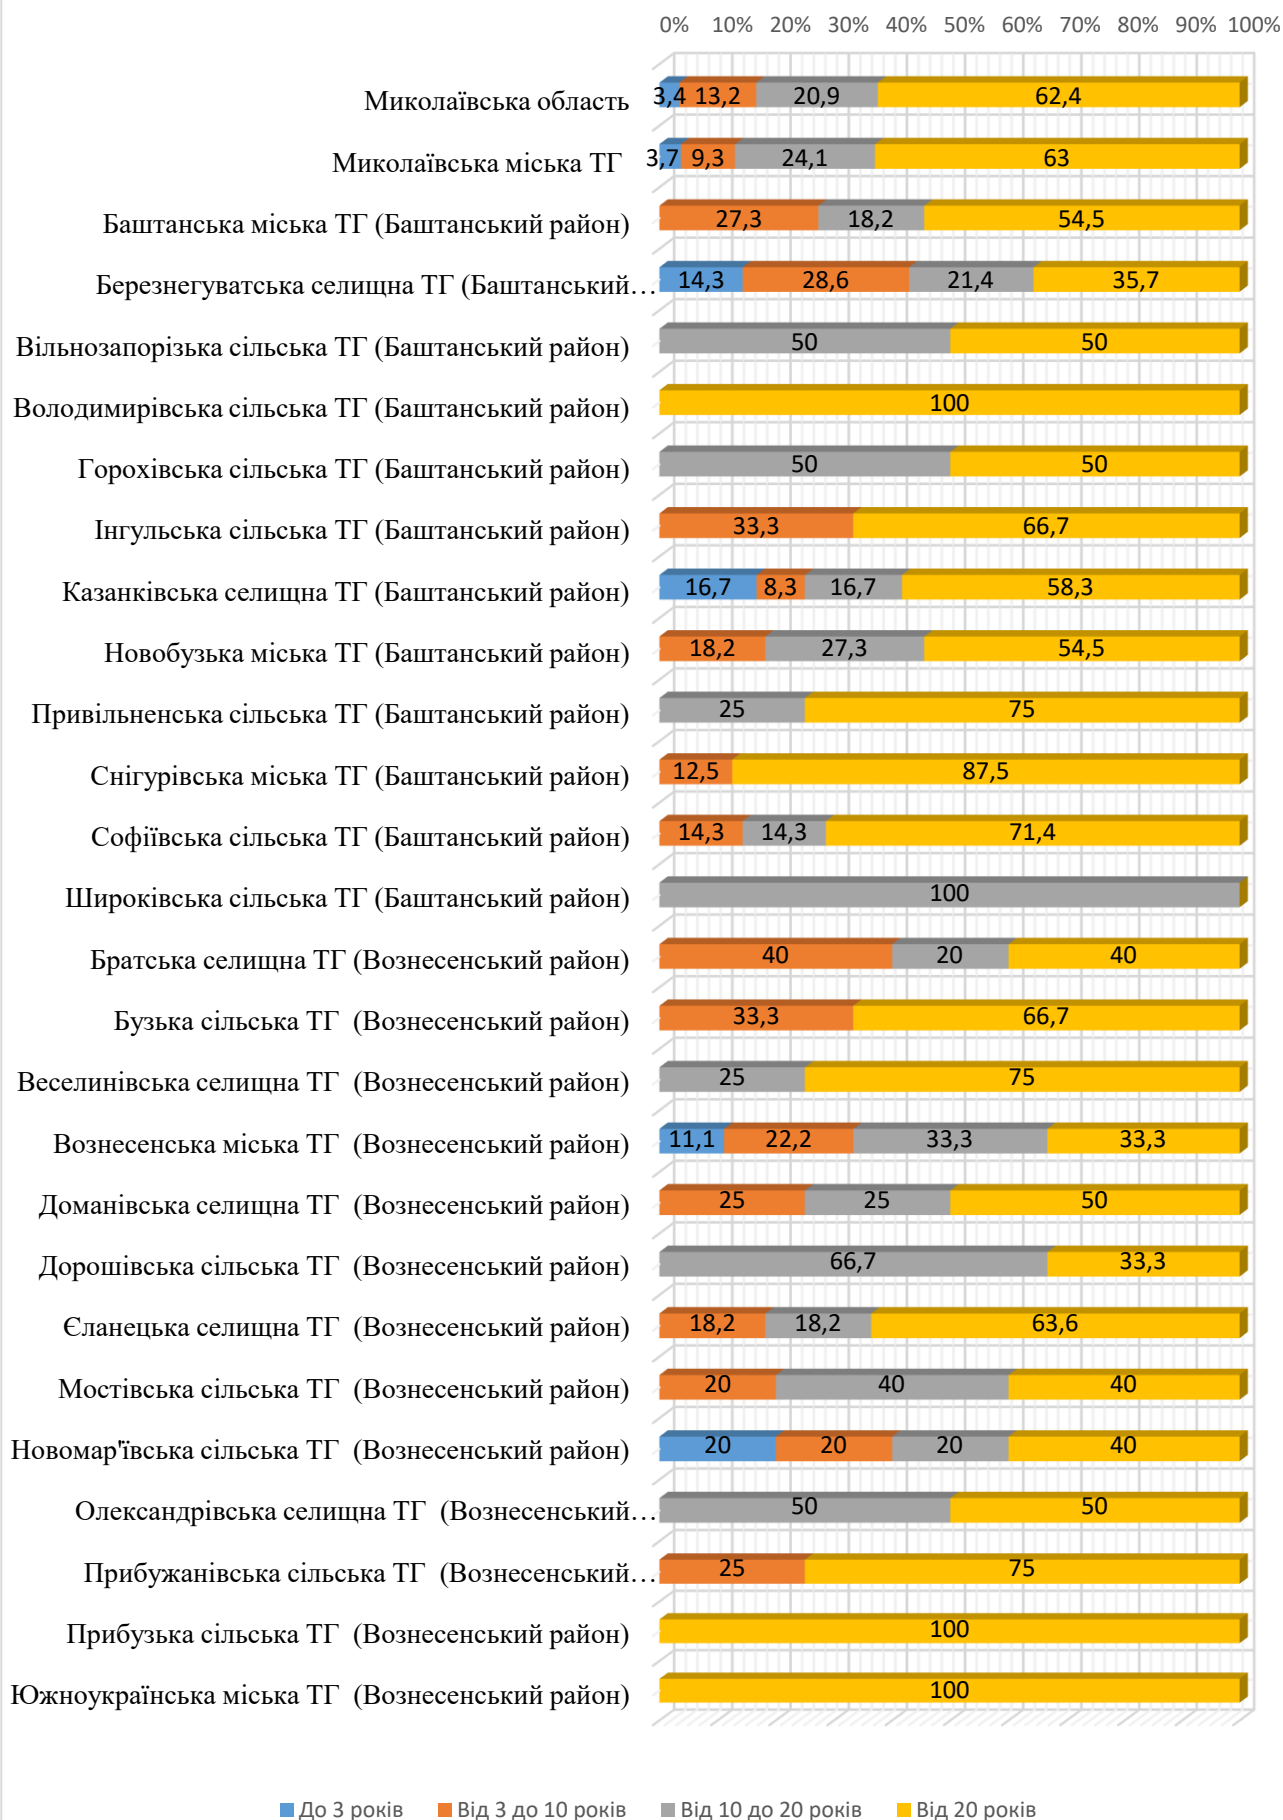 0% 10% 20% 30% 40% 50% 60% 70% 80% 90% 100%
Миколаївська область 3,4 13,2 20,9 62,4
Миколаївська міська ТГ 3,7 9,3 24,1 63
Баштанська міська ТГ (Баштанський район) 27,3 18,2 54,5
Березнегуватська селищна ТГ (Баштанський… 14,3 28,6 21,4 35,7
Вільнозапорізька сільська ТГ (Баштанський район) 50 50
Володимирівська сільська ТГ (Баштанський район) 100
Горохівська сільська ТГ (Баштанський район) 50 50
Інгульська сільська ТГ (Баштанський район) 33,3 66,7
Казанківська селищна ТГ (Баштанський район) 16,7 8,3 16,7 58,3
Новобузька міська ТГ (Баштанський район) 18,2 27,3 54,5
Привільненська сільська ТГ (Баштанський район) 25 75
Снігурівська міська ТГ (Баштанський район) 12,5 87,5
Софіївська сільська ТГ (Баштанський район) 14,3 14,3 71,4
Широківська сільська ТГ (Баштанський район) 100
Братська селищна ТГ (Вознесенський район) 40 20 40
Бузька сільська ТГ (Вознесенський район) 33,3 66,7
Веселинівська селищна ТГ (Вознесенський район) 25 75
Вознесенська міська ТГ (Вознесенський район) 11,1 22,2 33,3 33,3
Доманівська селищна ТГ (Вознесенський район) 25 25 50
Дорошівська сільська ТГ (Вознесенський район) 66,7 33,3
Єланецька селищна ТГ (Вознесенський район) 18,2 18,2 63,6
Мостівська сільська ТГ (Вознесенський район) 20 40 40
Новомар'ївська сільська ТГ (Вознесенський район) 20 20 20 40
Олександрівська селищна ТГ (Вознесенський… 50 50
Прибужанівська сільська ТГ (Вознесенський… 25 75
Прибузька сільська ТГ (Вознесенський район) 100
Южноукраїнська міська ТГ (Вознесенський район) 100
До 3 років Від 3 до 10 років Від 10 до 20 років Від 20 років